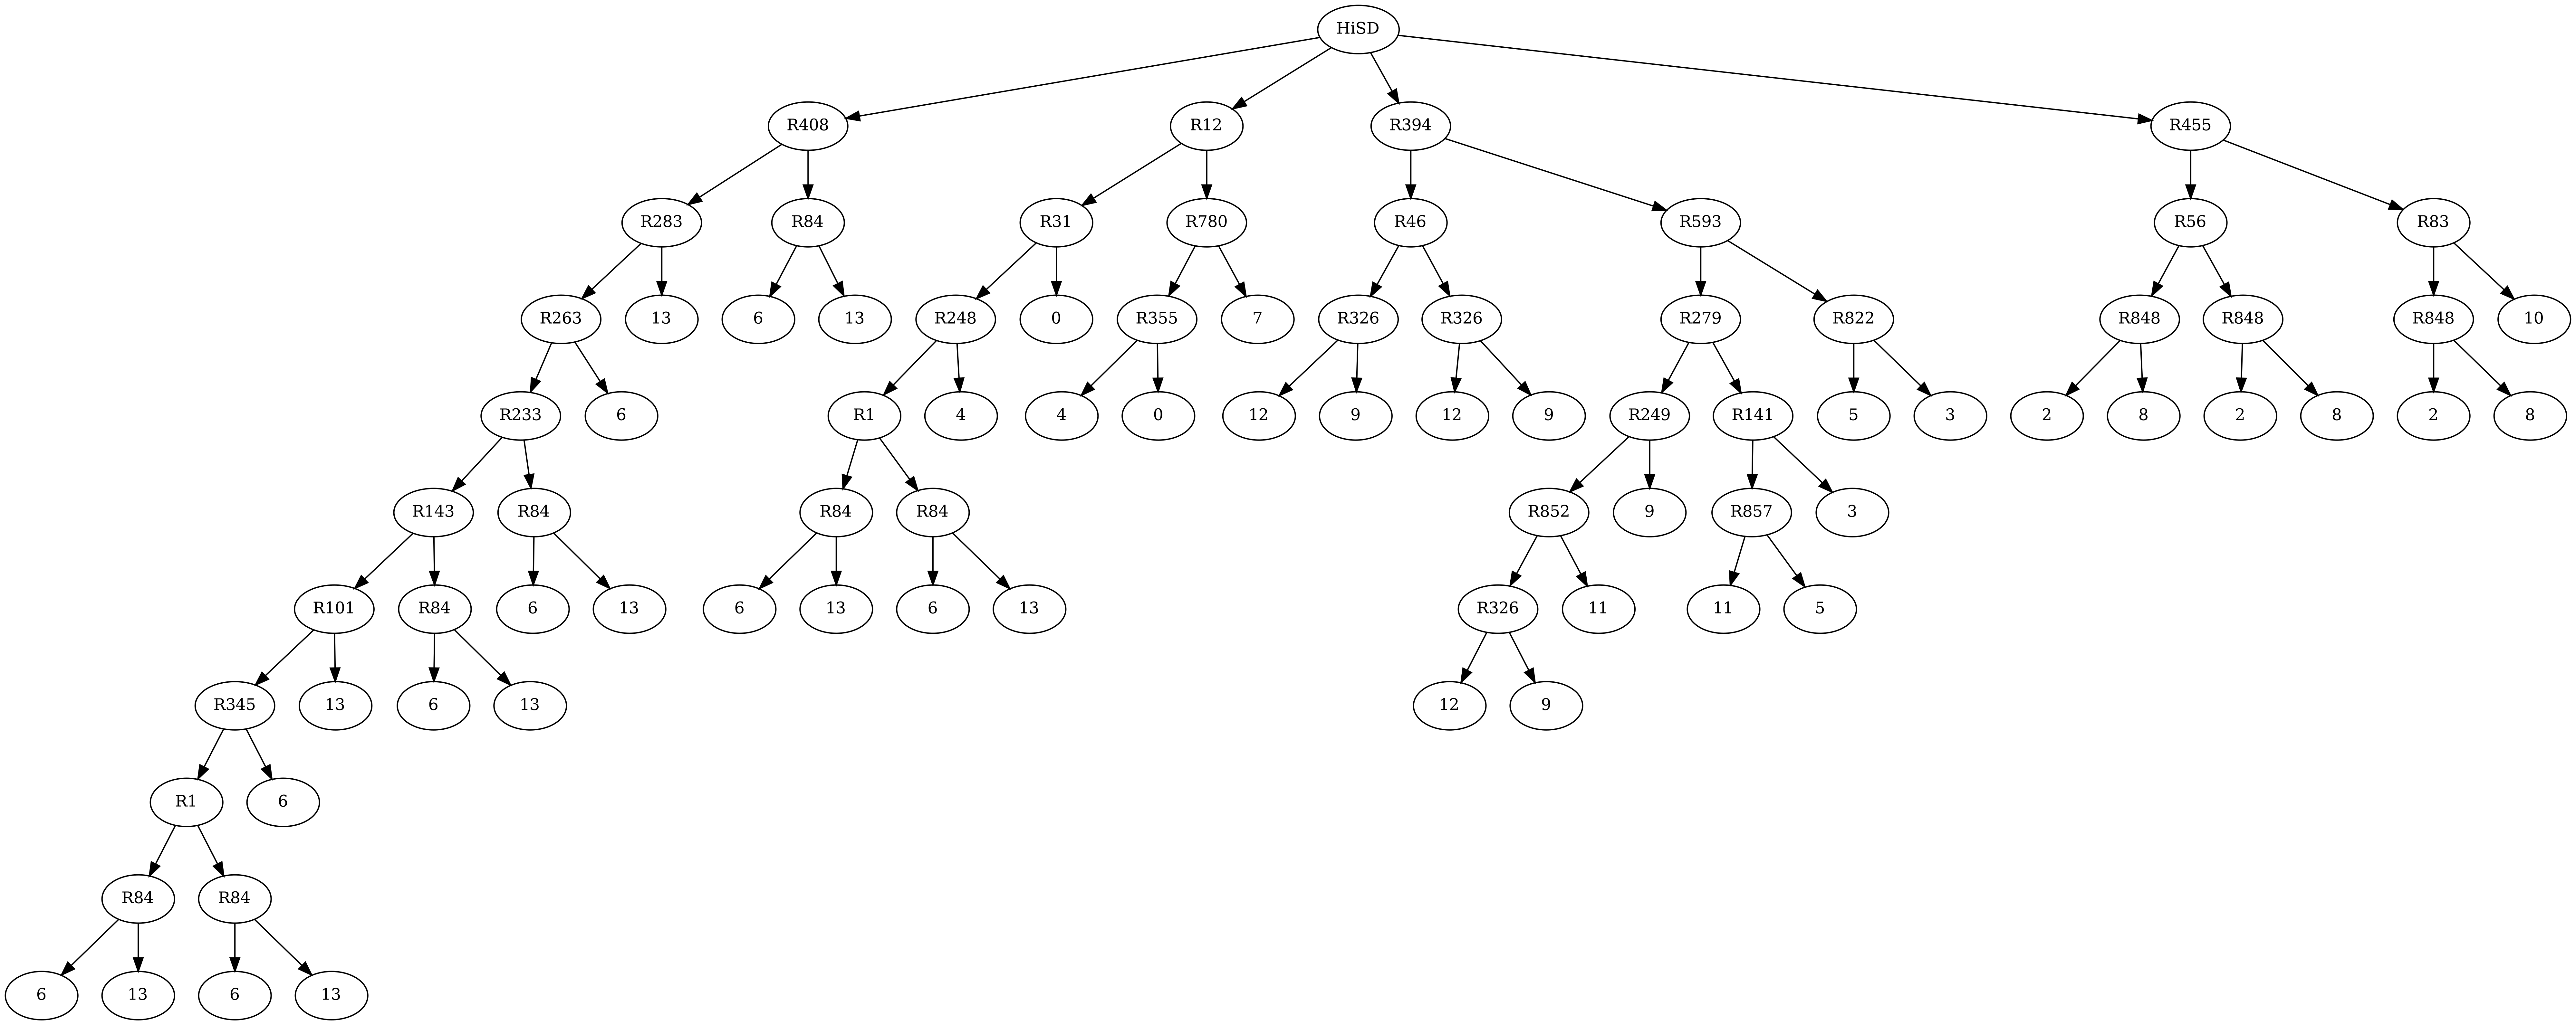 HiSD
R408 R12 R394 R455
R283 R84 R31 R780 R46 R593 R56 R83
R263 13 6 13 R248 0 R355 7 R326 R326 R279 R822 R848 R848 R848 10
R233 6 R1 4 4 0 12 9 12 9 R249 R141 5 3 2 8 2 8 2 8
R143 R84 R84 R84 R852 9 R857 3
R101 R84 6 13 6 13 6 13 R326 11 11 5
R345 13 6 13 12 9
R1 6
R84 R84
6 13 6 13